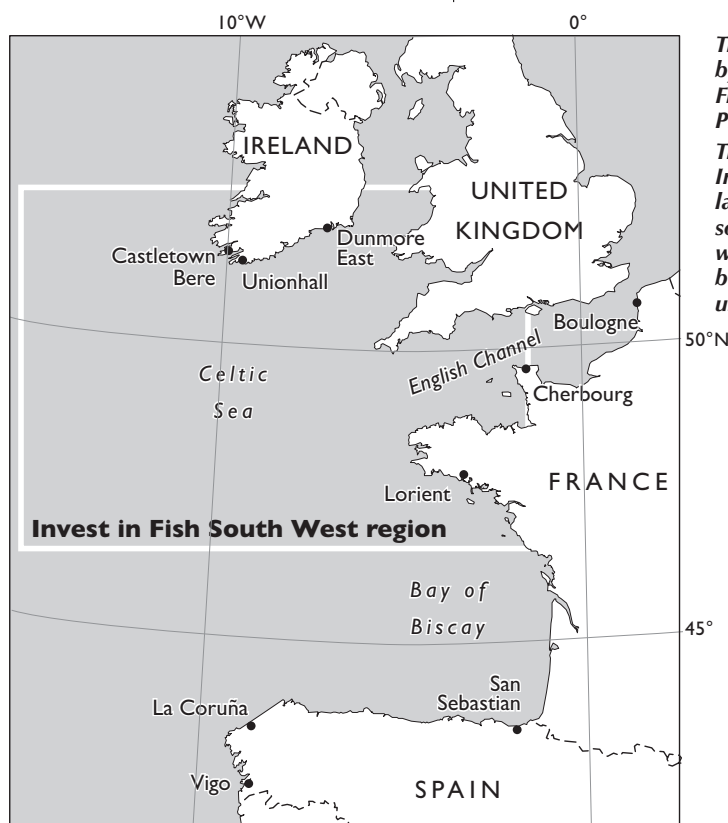 10°W
0°
IRELAND
UNITED
KINGDOM
Dunmore
East
Castletown
Bere
Unionhall
Boulogne
50°N
English Channel
Celtic
Sea
Cherbourg
FRANCE
Lorient
Invest in Fish South West region
Bay of
Biscay
45°
San
Sebastian
La Coruña
Vigo
SPAIN